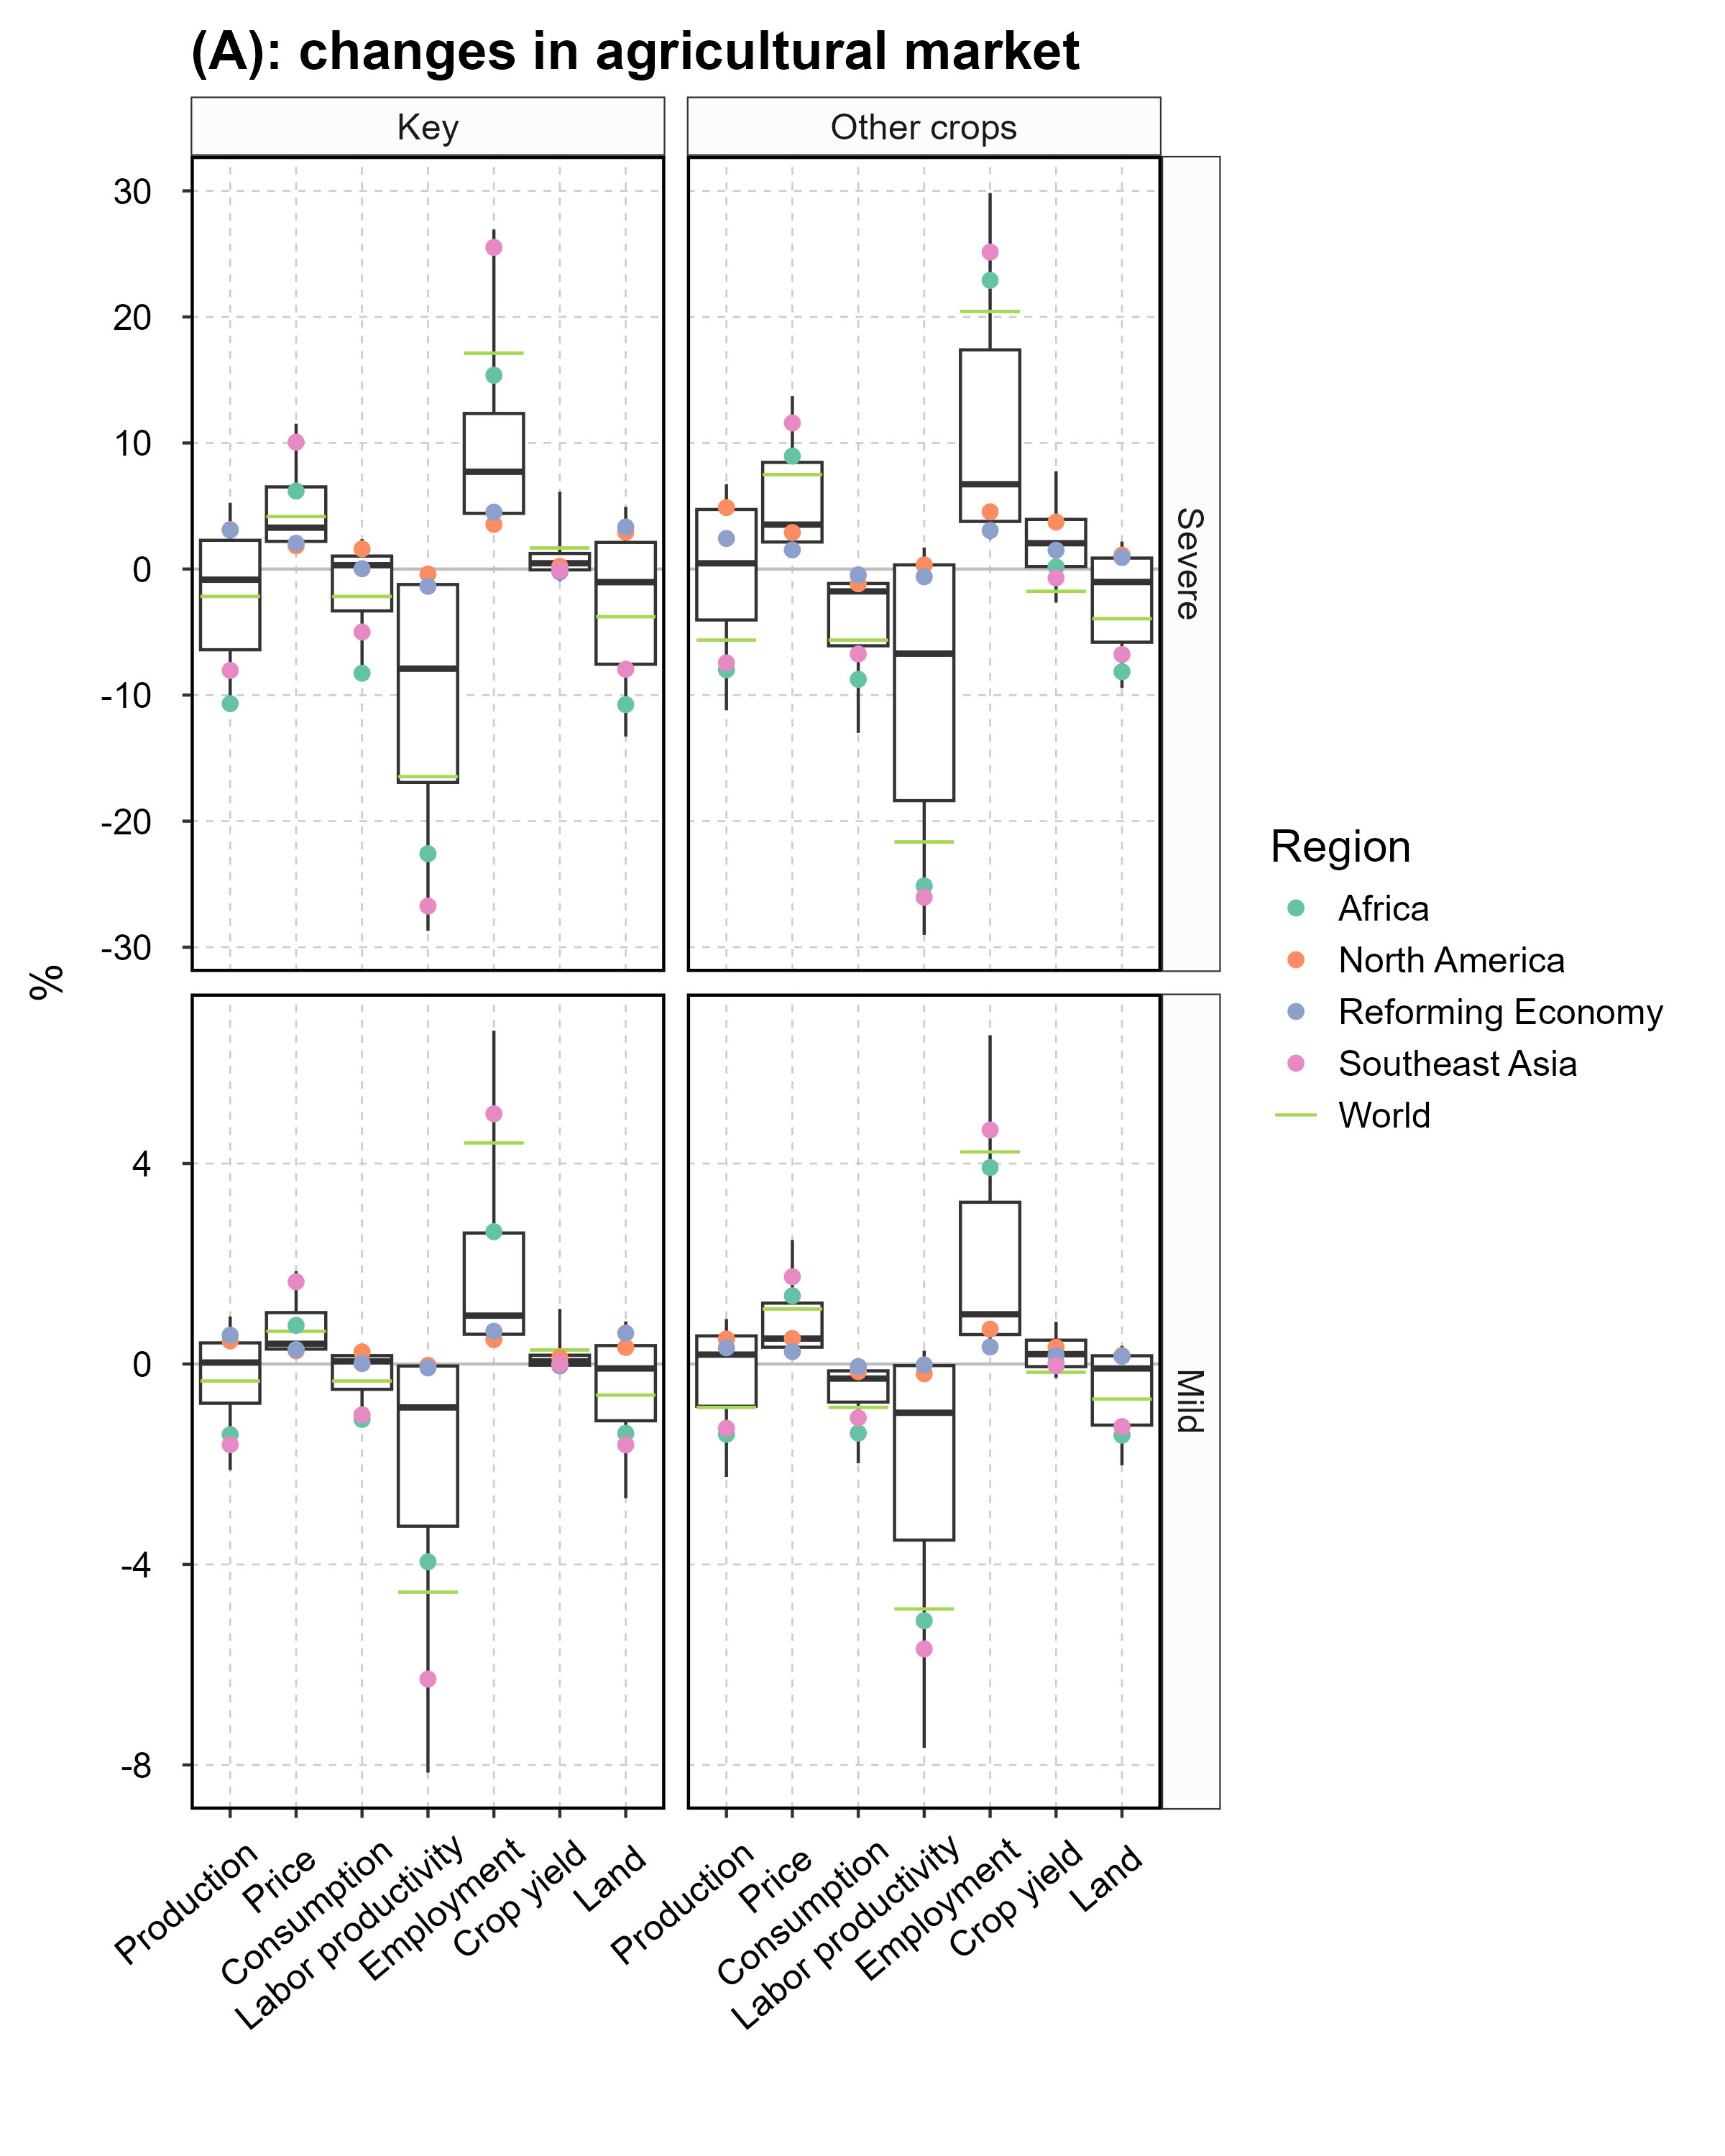 (A): changes in agricultural market
Key
Other crops
30
20
10
0
-10
-20
-30
Severe
%
4
0
-4
-8
Mild
Production
Price
Consumption
Labor productivity
Employment
Crop yield
Land
Production
Price
Consumption
Labor productivity
Employment
Crop yield
Land
Region
Africa
North America
Reforming Economy
Southeast Asia
World